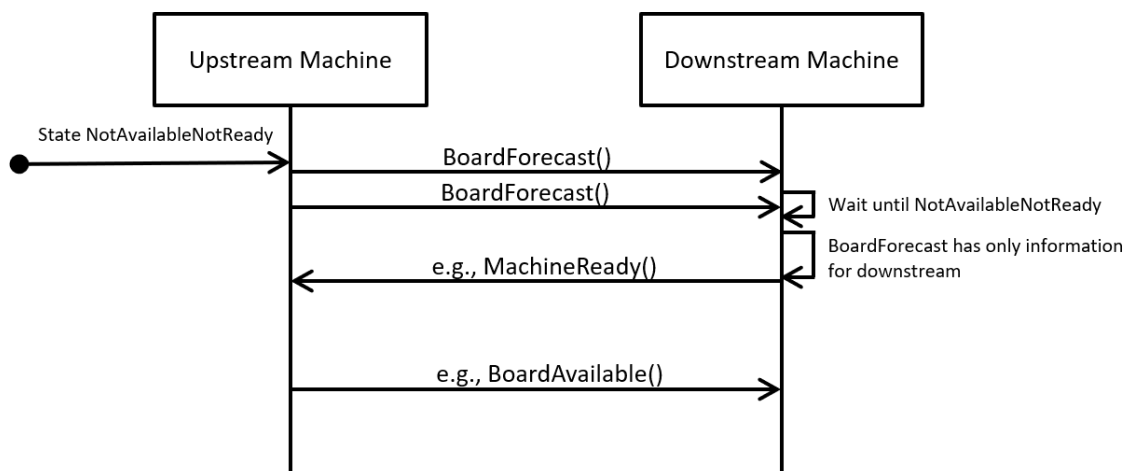 Upstream Machine
Downstream Machine
State NotAvailableNotReady
BoardForecast()
BoardForecast()
Wait until NotAvailableNotReady
BoardForecast has only information
for downstream
e.g., MachineReady()
e.g., BoardAvailable()